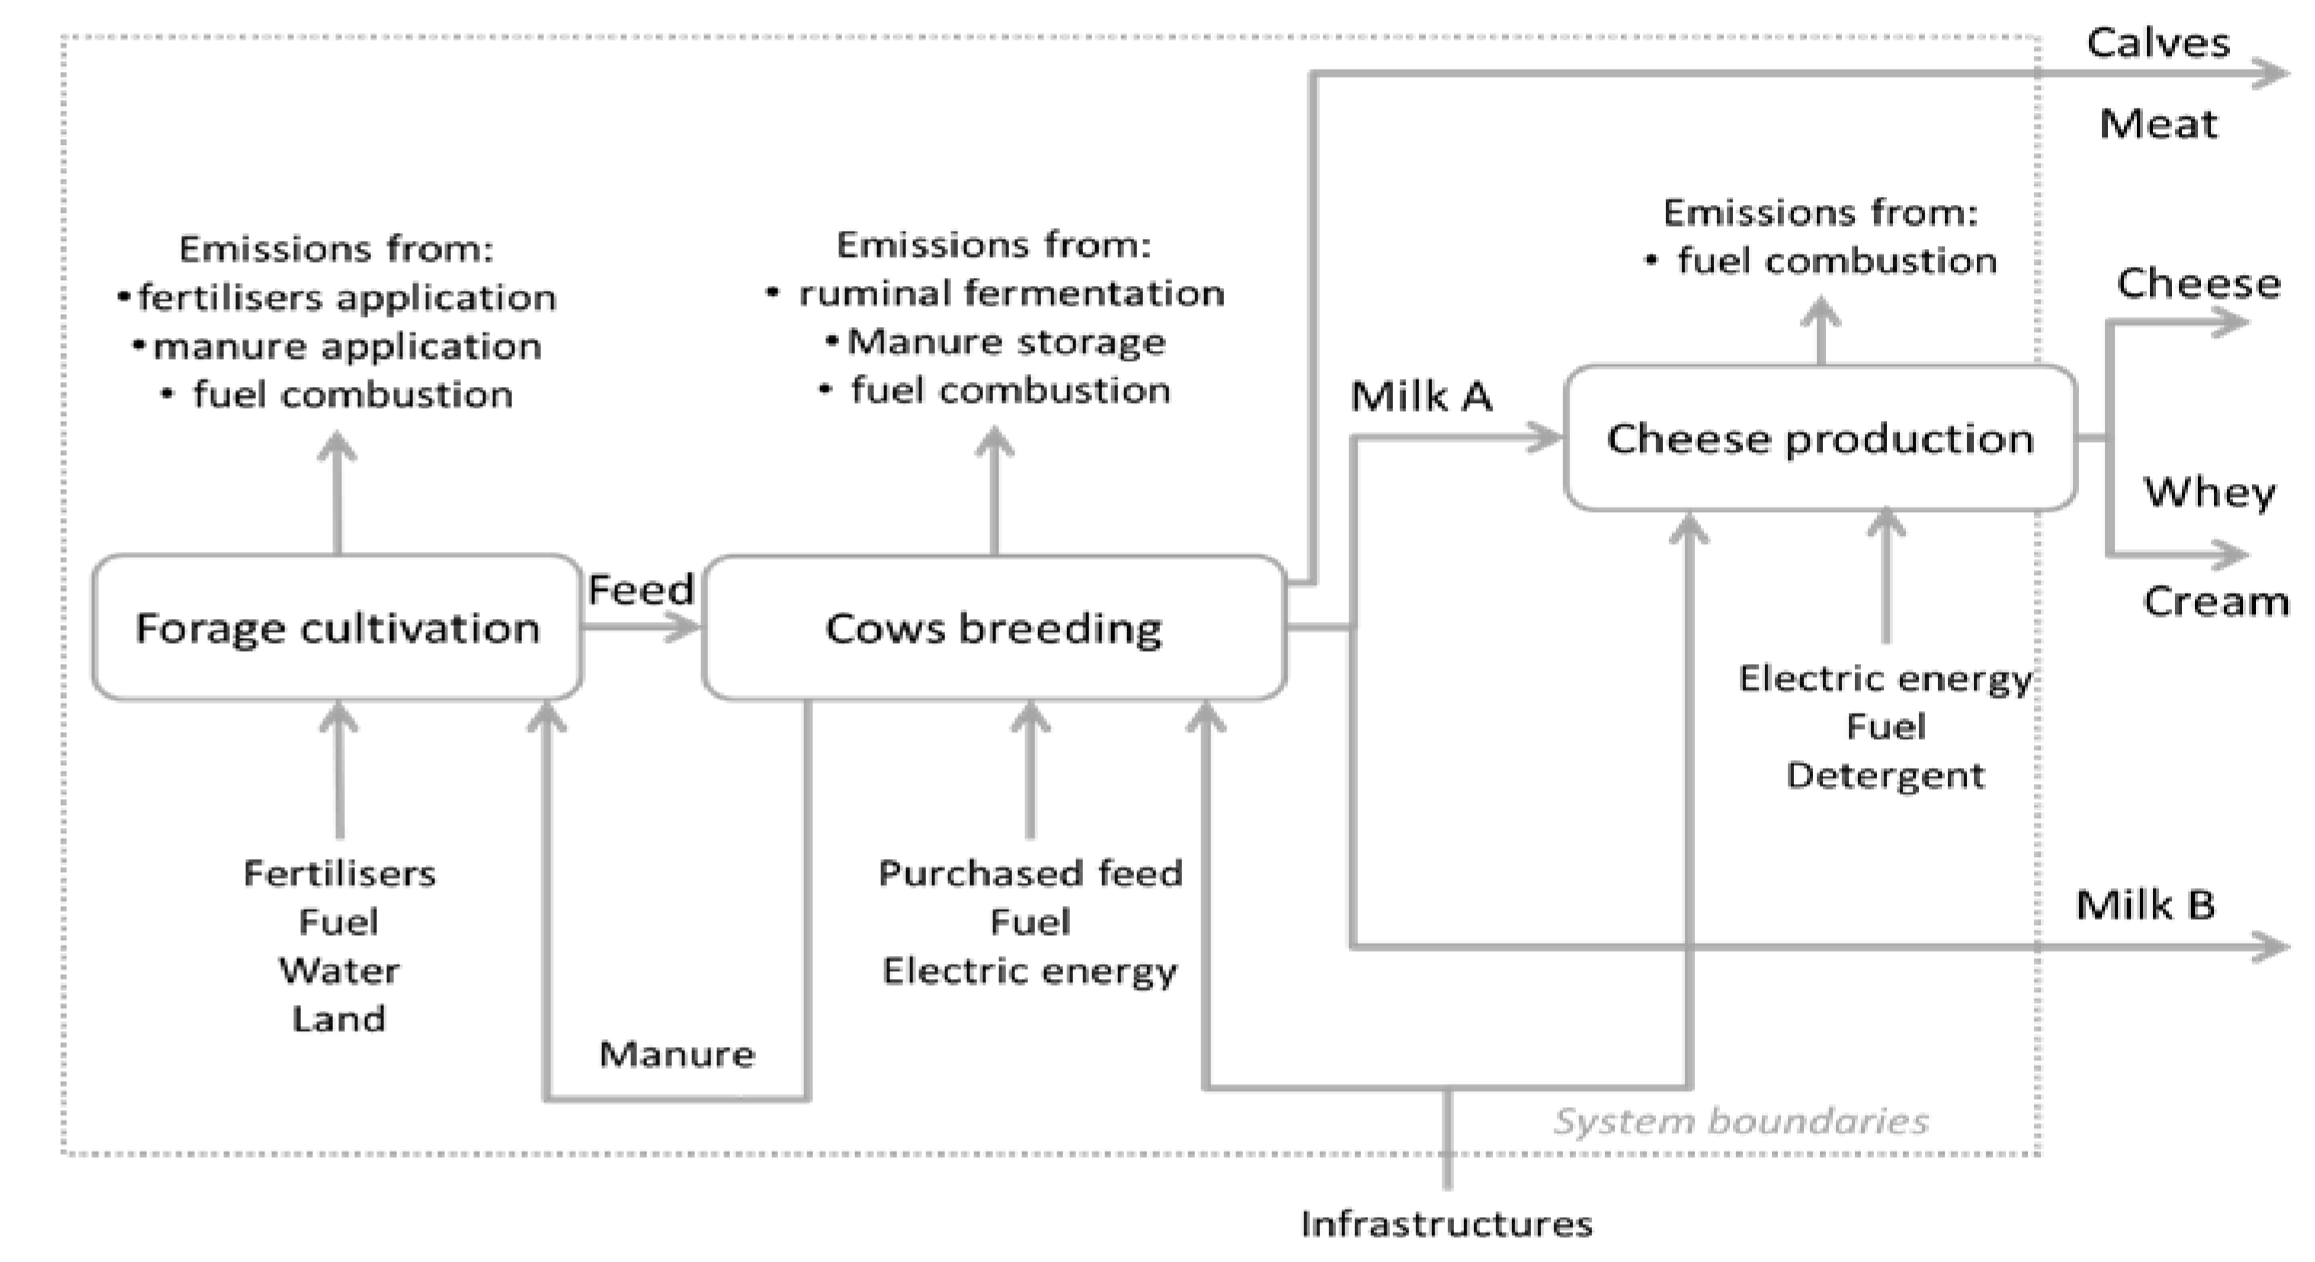 Calves
Meat
Emissions from:
• fuel combustion
Emissions from:
•fertilisers application
•manure application
• fuel combustion
Emissions from:
• ruminal fermentation
•Manure storage
• fuel combustion
Cheese
Milk A
Cheese production
Whey
Cream
Feed
Forage cultivation
Cows breeding
Electric energy
Fuel
Detergent
Fertilisers
Fuel
Water
Land
Purchased feed
Fuel
Electric energy
Milk B
Manure
System boundaries
Infrastructures